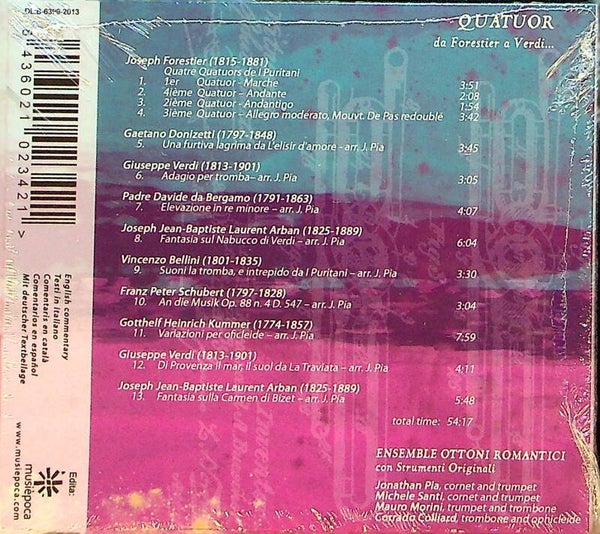 DL:B-6390-2013
8 436021 023421 >
QUATUOR
da Forestier a Verdi...
Joseph Forestier (1815-1881)
Quatre Quatuors de I Puritani
1. 1er Quatuor - Marche 3:51
2. 4ième Quatuor – Andante 2:08
3. 2ième Quatuor - Andantigo 1:54
4. 3ième Quatuor – Allegro moderato, Mouvt. De Pas redoublé 3:42
Gaetano Donizetti (1797-1848)
5. Una furtiva lagrima da L'elisir d'amore - arr. J. Pia 3:45
Giuseppe Verdi (1813-1901)
6. Adagio per tromba– arr. J. Pia 3:05
Padre Davide da Bergamo (1791-1863)
7. Elevazione in re minore – arr. J. Pia 4:07
Joseph Jean-Baptiste Laurent Arban (1825-1889)
8. Fantasia sul Nabucco di Verdi – arr. J. Pia 6:04
Vincenzo Bellini (1801-1835)
9. Suoni la tromba, e intrepido da I Puritani – arr. J. Pia 3:30
Franz Peter Schubert (1797-1828)
10. An die Musik Op. 88 n. 4 D. 547 – arr. J. Pia 3:04
Gotthelf Heinrich Kummer (1774-1857)
11. Variazioni per oficleide – arr. J. Pia 7:59
Giuseppe Verdi (1813-1901)
12. Di Provenza il mar, il suol da La Traviata – arr. J. Pia 4:11
Joseph Jean-Baptiste Laurent Arban (1825-1889)
13. Fantasia sulla Carmen di Bizet – arr. J. Pia 5:48
total time: 54:17
ENSEMBLE OTTONI ROMANTICI
con Strumenti Originali
Jonathan Pia, cornet and trumpet
Michele Santi, cornet and trumpet
Mauro Morini, trumpet and trombone
Corrado Colliard, trombone and ophicleide
English commentary
Testi in italiano
Comentaris en català
Comentarios en español
Mit deutscher Textbeilage
Edita:
musièpoca
www.musiepoca.com